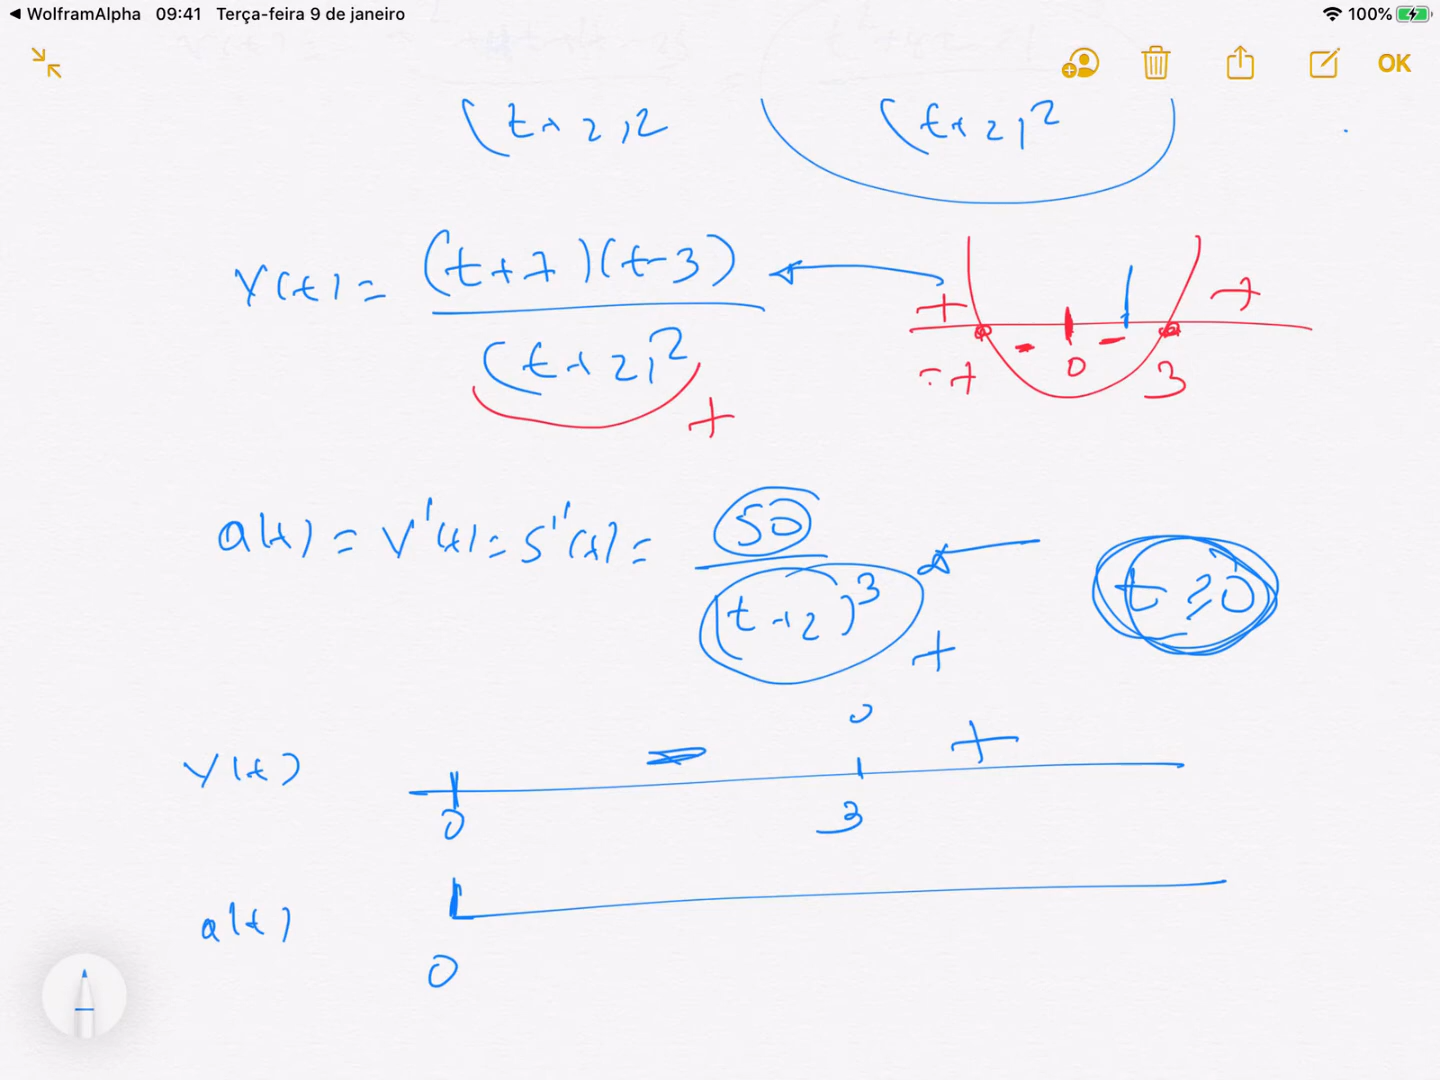 ◀ WolframAlpha 09:41 Terça-feira 9 de janeiro 100%
OK
(t+2)2 (t+2)²
V(t) = (t+7)(t-3) + +
(t+2)² - -
-7 0 3
+
a(t) = v'(t) = s''(t) = 50
(t+2)³ t ≥ 0
+
0
V(t) - +
0 3
a(t)
0